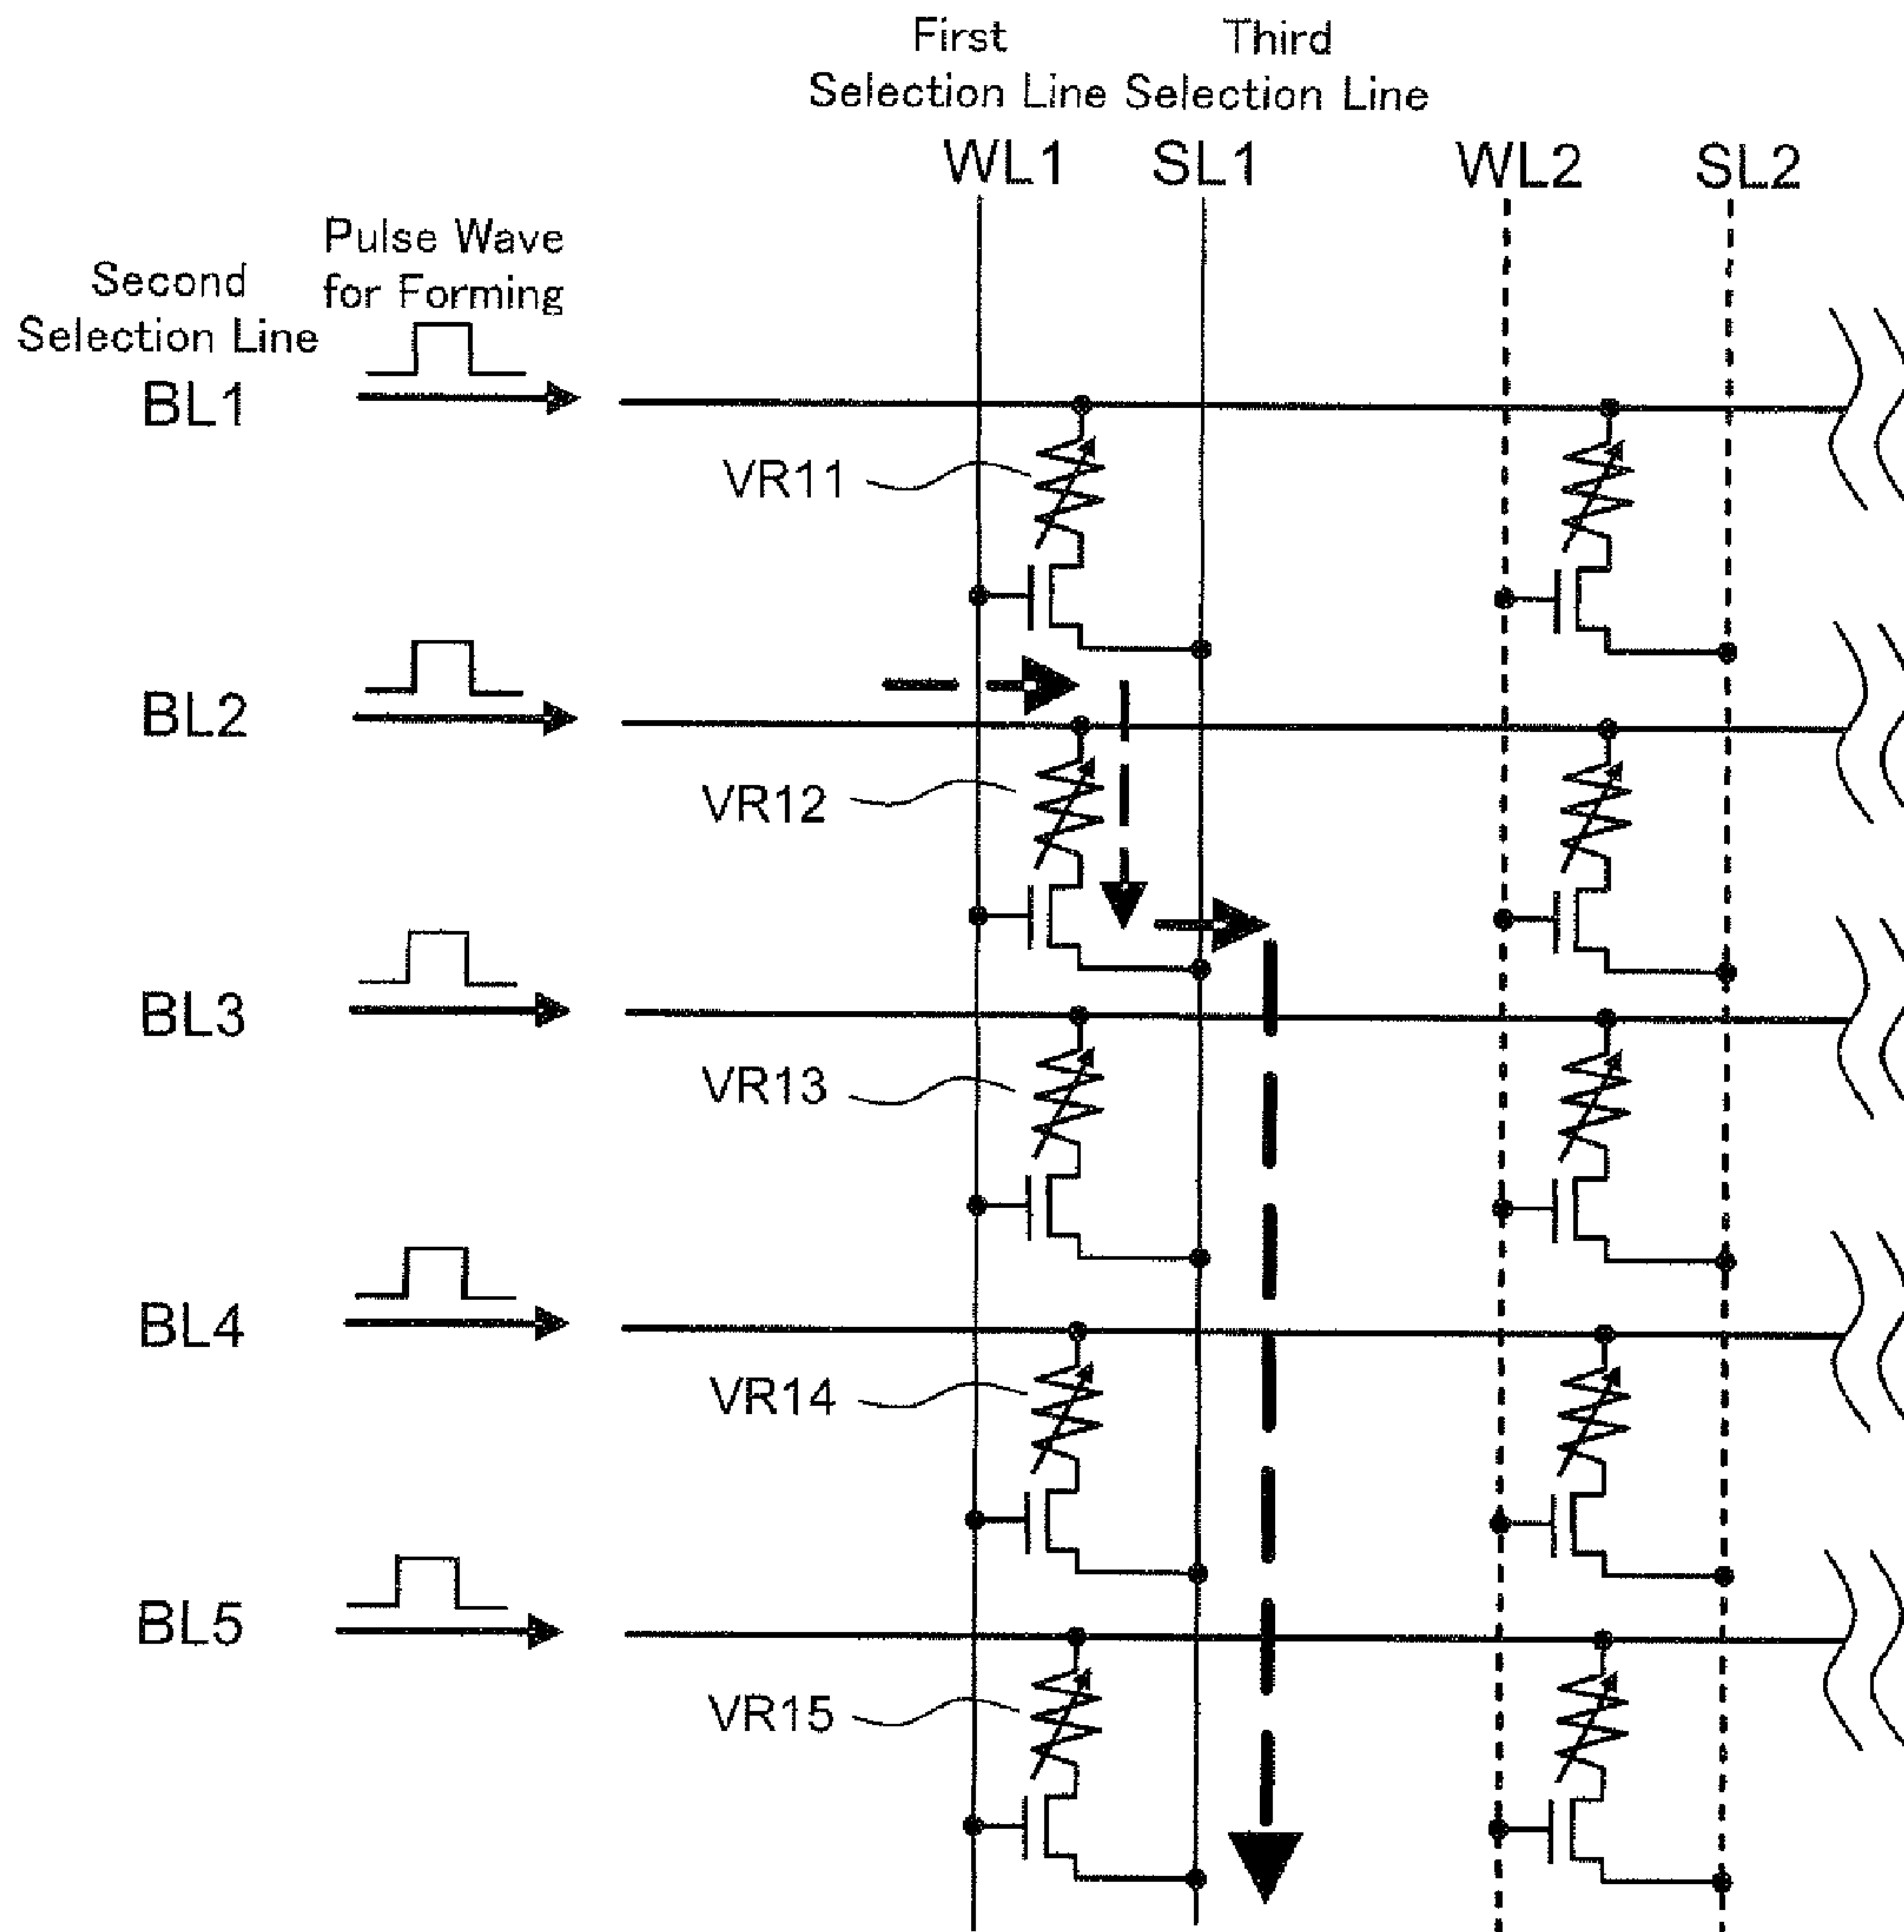 First
Selection Line
Third
Selection Line
WL1
SL1
WL2
SL2
Second
Selection Line
Pulse Wave
for Forming
BL1
VR11
BL2
VR12
BL3
VR13
BL4
VR14
BL5
VR15